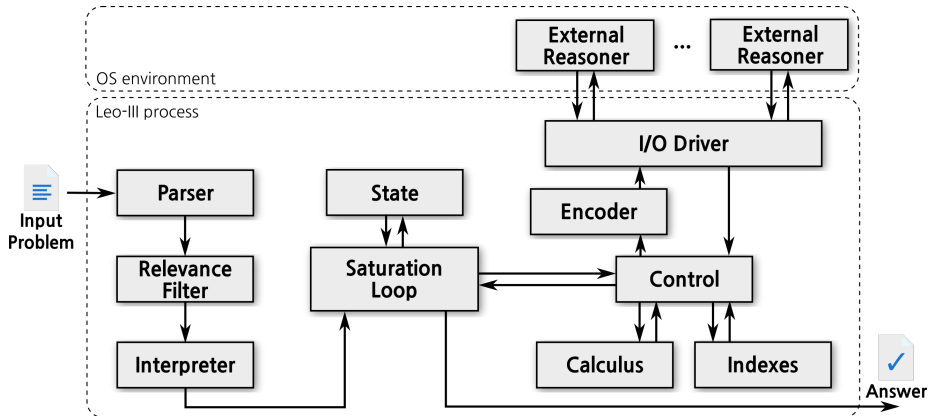 External
Reasoner
...
External
Reasoner
OS environment
Leo-III process
I/O Driver
Input
Problem
Parser
State
Encoder
Relevance
Filter
Saturation
Loop
Control
Interpreter
Calculus
Indexes
Answer